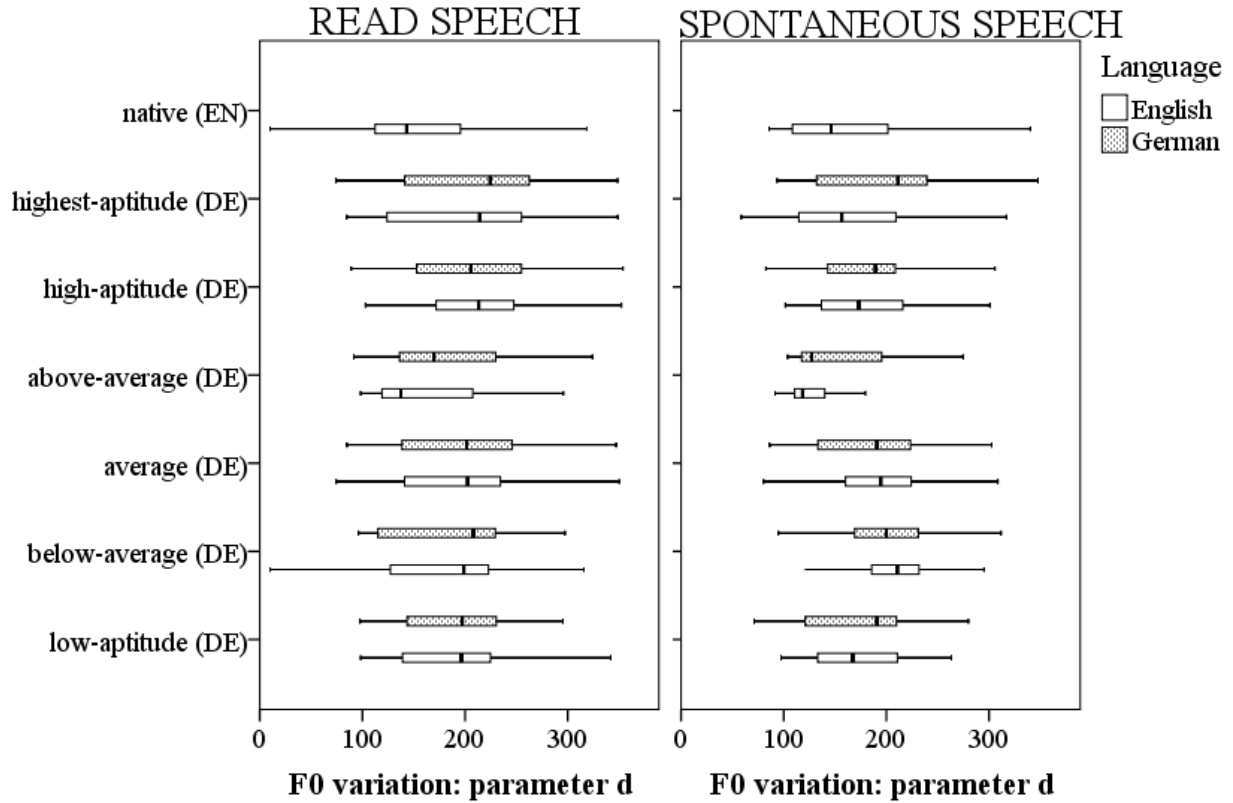 READ SPEECH
SPONTANEOUS SPEECH
Language
English
German
native (EN)
highest-aptitude (DE)
high-aptitude (DE)
above-average (DE)
average (DE)
below-average (DE)
low-aptitude (DE)
0 100 200 300
0 100 200 300
F0 variation: parameter d
F0 variation: parameter d